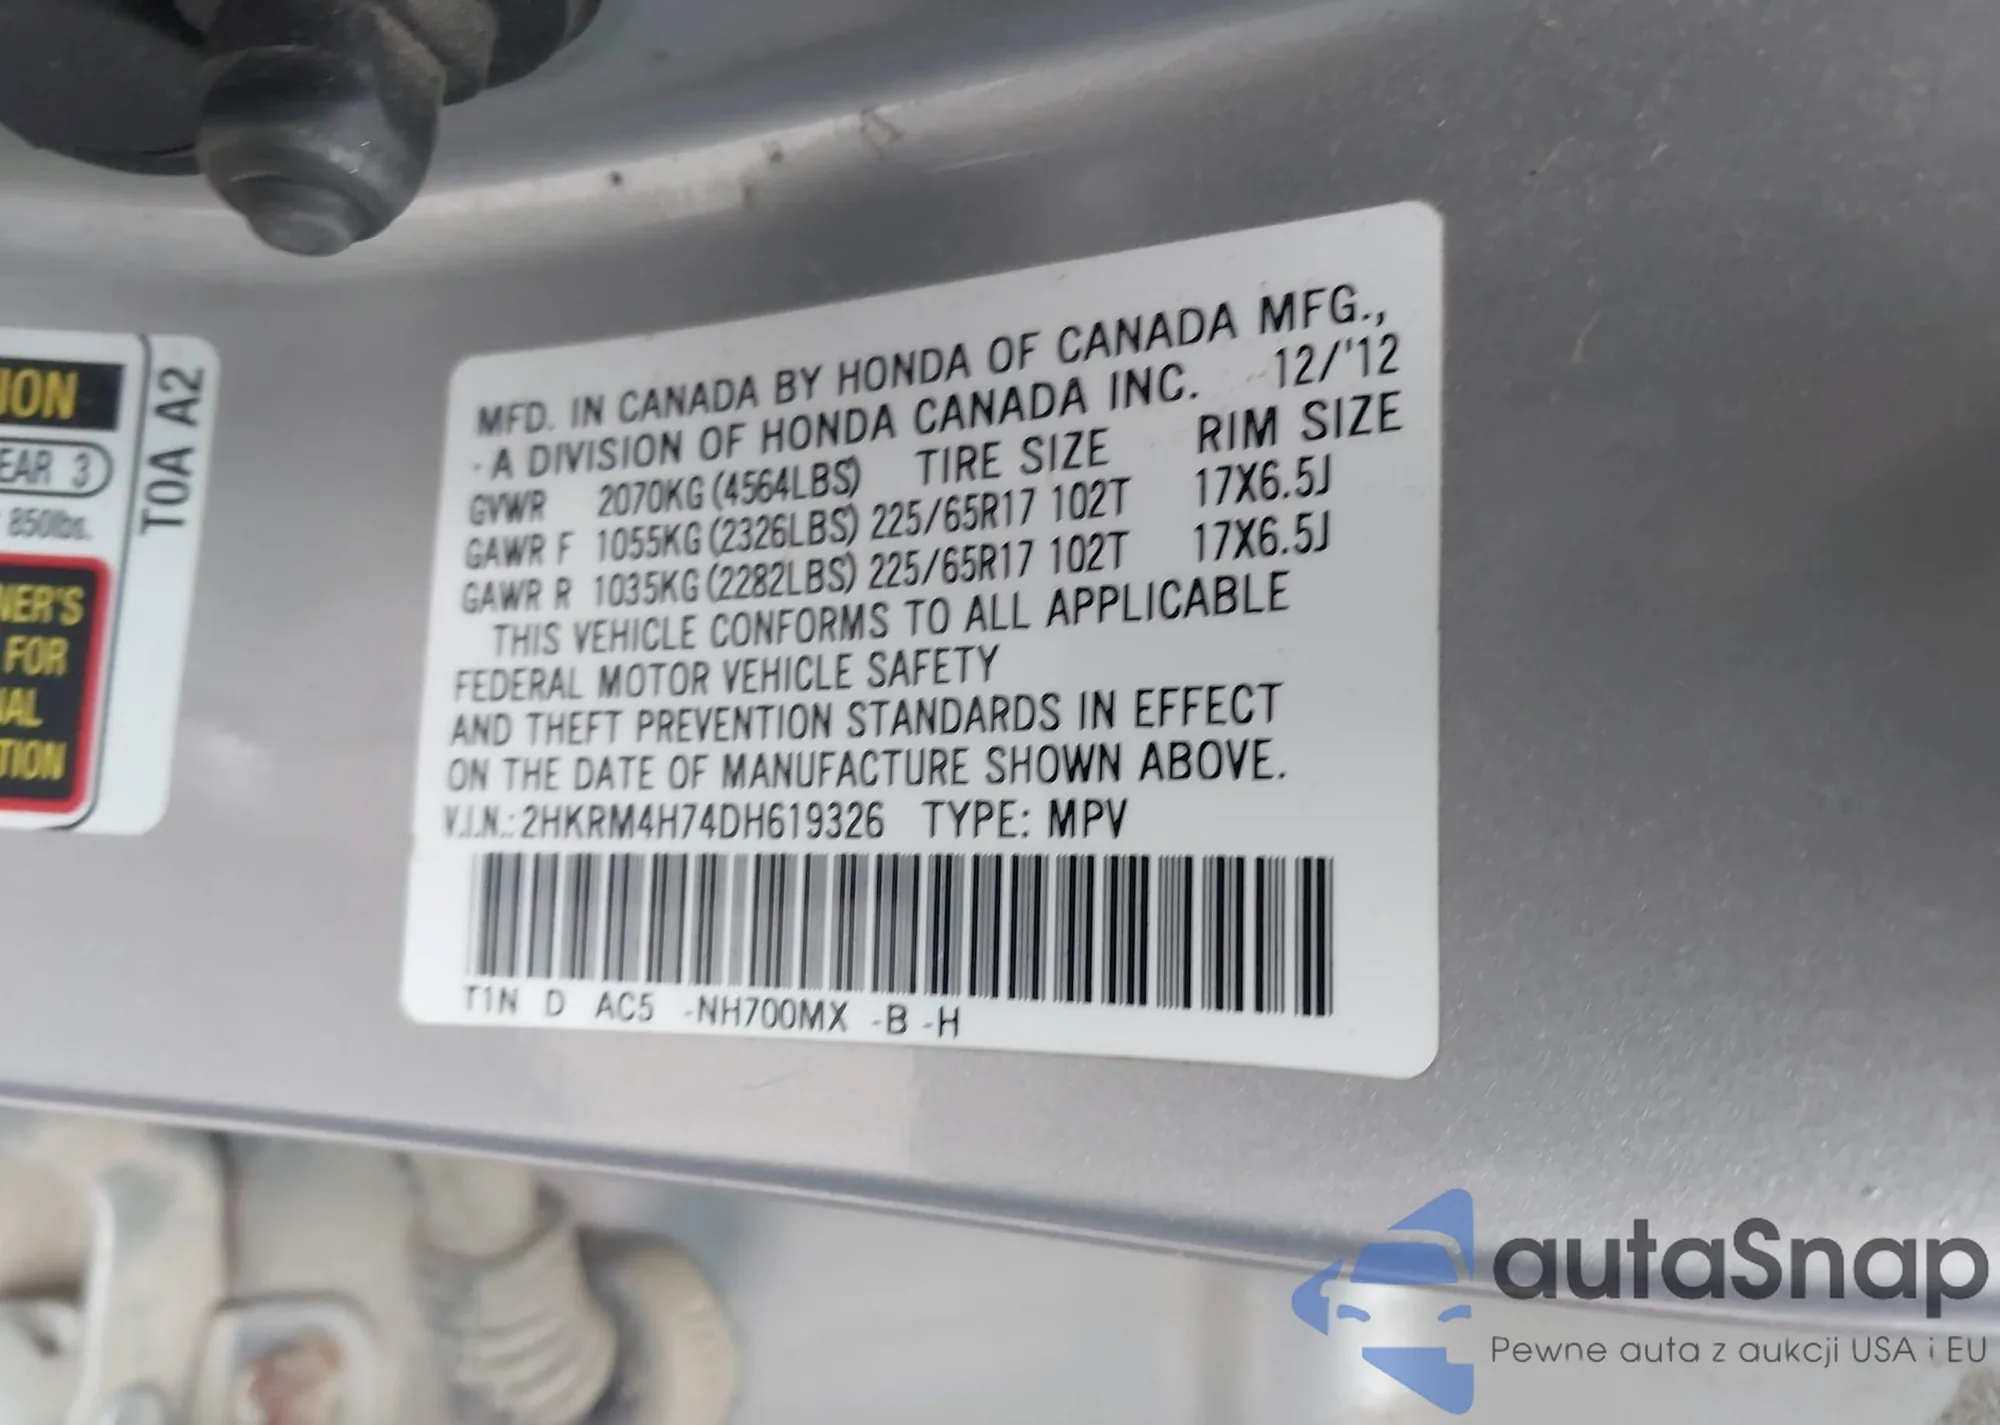 ION
EAR 3
850lbs.
NER'S
FOR
AL
TION
T0A A2
MFD. IN CANADA BY HONDA OF CANADA MFG.,
A DIVISION OF HONDA CANADA INC. 12/'12
GVWR 2070KG (4564LBS) TIRE SIZE RIM SIZE
GAWR F 1055KG (2326LBS) 225/65R17 102T 17X6.5J
GAWR R 1035KG (2282LBS) 225/65R17 102T 17X6.5J
THIS VEHICLE CONFORMS TO ALL APPLICABLE
FEDERAL MOTOR VEHICLE SAFETY
AND THEFT PREVENTION STANDARDS IN EFFECT
ON THE DATE OF MANUFACTURE SHOWN ABOVE.
V.I.N.: 2HKRM4H74DH619326 TYPE: MPV
T1N D AC5 -NH700MX -B -H
autaSnap
Pewne auta z aukcji USA i EU